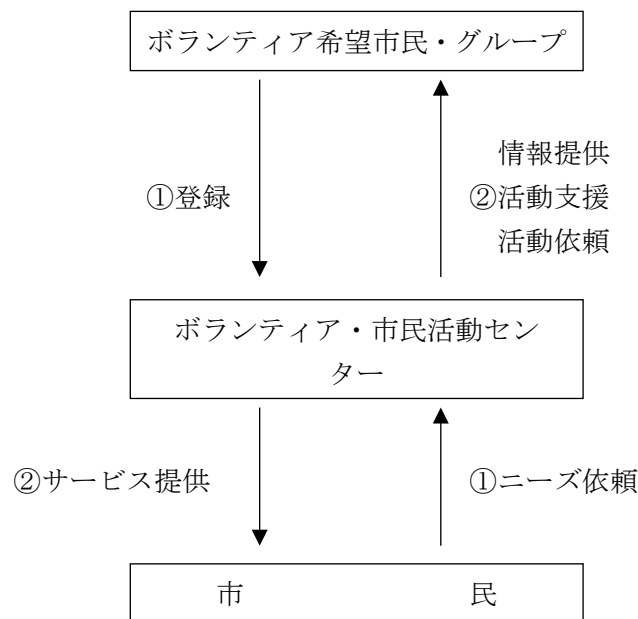 ボランティア希望市民・グループ
情報提供
①登録
②活動支援
活動依頼
ボランティア・市民活動セン
ター
②サービス提供
①ニーズ依頼
市 民